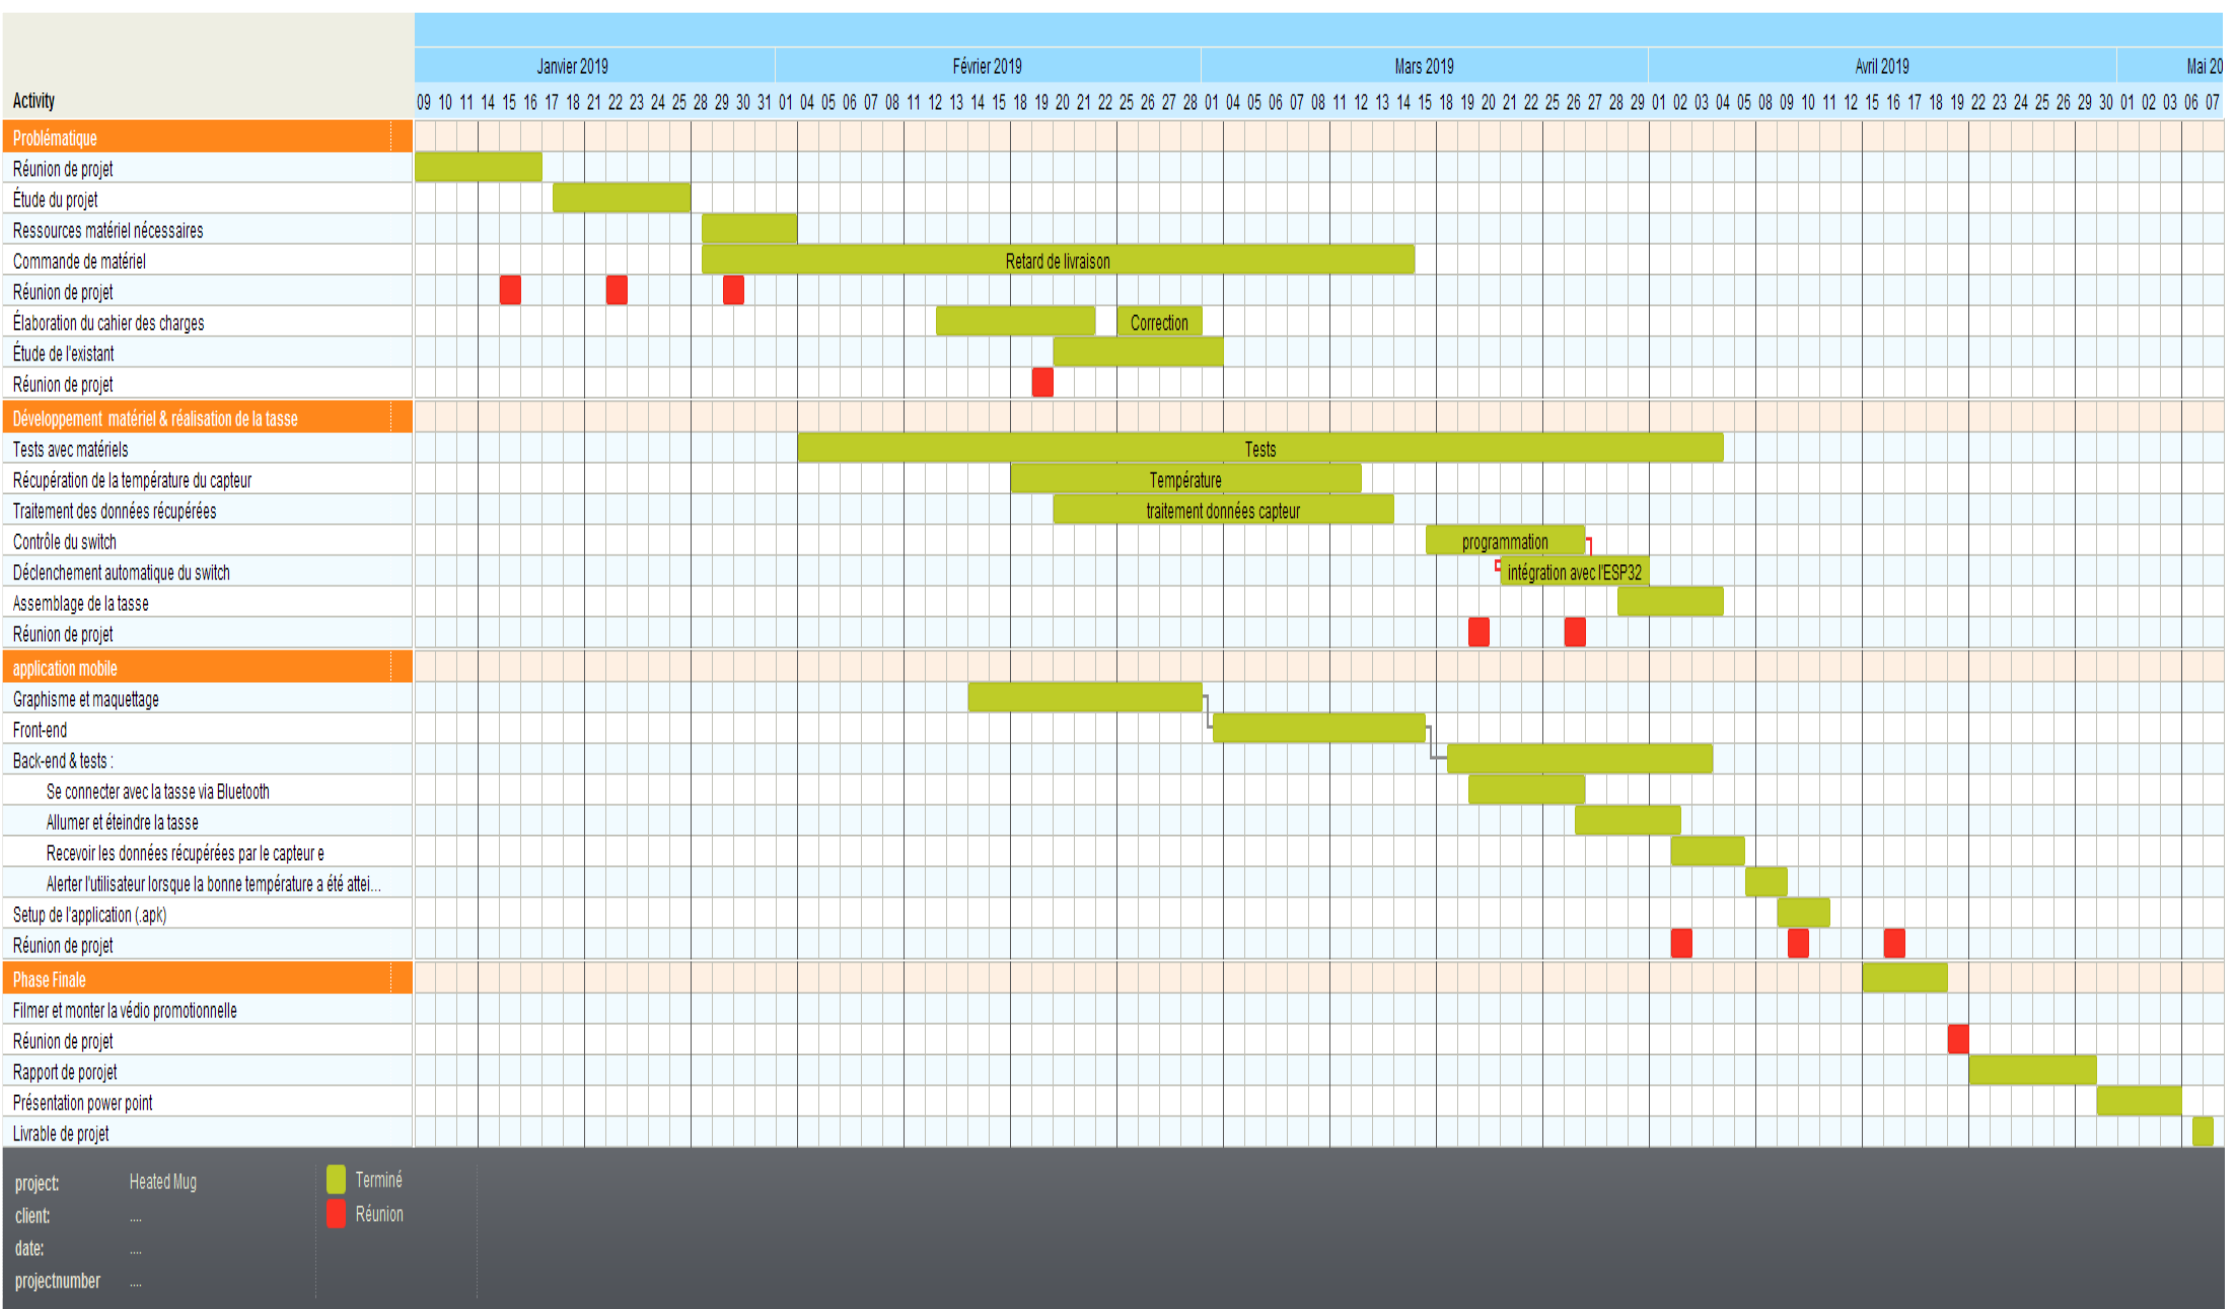 Janvier 2019 Février 2019 Mars 2019 Avril 2019 Mai 20
Activity 09 10 11 14 15 16 17 18 21 22 23 24 25 28 29 30 31 01 04 05 06 07 08 11 12 13 14 15 18 19 20 21 22 25 26 27 28 01 04 05 06 07 08 11 12 13 14 15 18 19 20 21 22 25 26 27 28 29 01 02 03 04 05 08 09 10 11 12 15 16 17 18 19 22 23 24 25 26 29 30 01 02 03 06 07
Problématique
Réunion de projet
Étude du projet
Ressources matériel nécessaires
Commande de matériel Retard de livraison
Réunion de projet
Élaboration du cahier des charges Correction
Étude de l'existant
Réunion de projet
Développement matériel & réalisation de la tasse
Tests avec matériels Tests
Récupération de la température du capteur Température
Traitement des données récupérées traitement données capteur
Contrôle du switch programmation
Déclenchement automatique du switch intégration avec l'ESP32
Assemblage de la tasse
Réunion de projet
application mobile
Graphisme et maquettage
Front-end
Back-end & tests :
Se connecter avec la tasse via Bluetooth
Allumer et éteindre la tasse
Recevoir les données récupérées par le capteur e
Alerter l'utilisateur lorsque la bonne température a été attei...
Setup de l'application (.apk)
Réunion de projet
Phase Finale
Filmer et monter la védio promotionnelle
Réunion de projet
Rapport de porojet
Présentation power point
Livrable de projet
project: Heated Mug Terminé
client: .... Réunion
date: ....
projectnumber ....